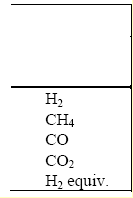 H₂
CH₄
CO
CO₂
H₂ equiv.